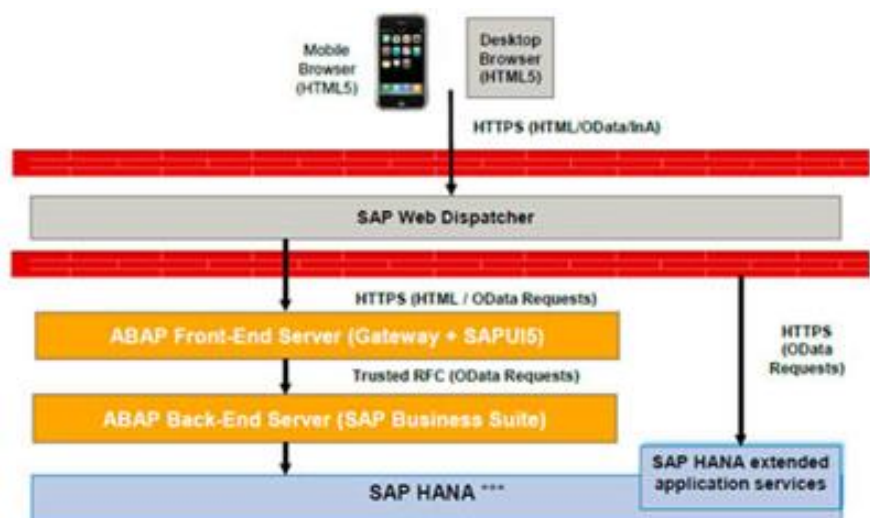 Mobile
Browser
(HTML5)
Desktop
Browser
(HTML5)
HTTPS (HTML/OData/InA)
SAP Web Dispatcher
HTTPS (HTML / OData Requests)
ABAP Front-End Server (Gateway + SAPUI5)
HTTPS
(OData
Requests)
Trusted RFC (OData Requests)
ABAP Back-End Server (SAP Business Suite)
SAP HANA extended
application services
SAP HANA ***